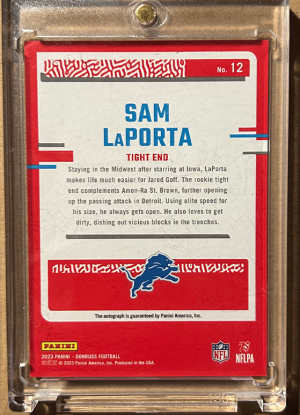 No. 12
SAM
LAPORTA
TIGHT END
Staying in the Midwest after starring at Iowa, LaPorta
makes life much easier for Jared Goff. The rookie tight
end complements Amon-Ra St. Brown, further opening
up the passing attack in Detroit. Using elite speed for
his size, he always gets open. He also loves to get
dirty, dishing out vicious blocks in the trenches.
The autograph is guaranteed by Panini America, Inc.
PANINI
2023 PANINI - DONRUSS FOOTBALL
© 2023 Panini America, Inc. Produced in the USA.
NFL
NFLPA